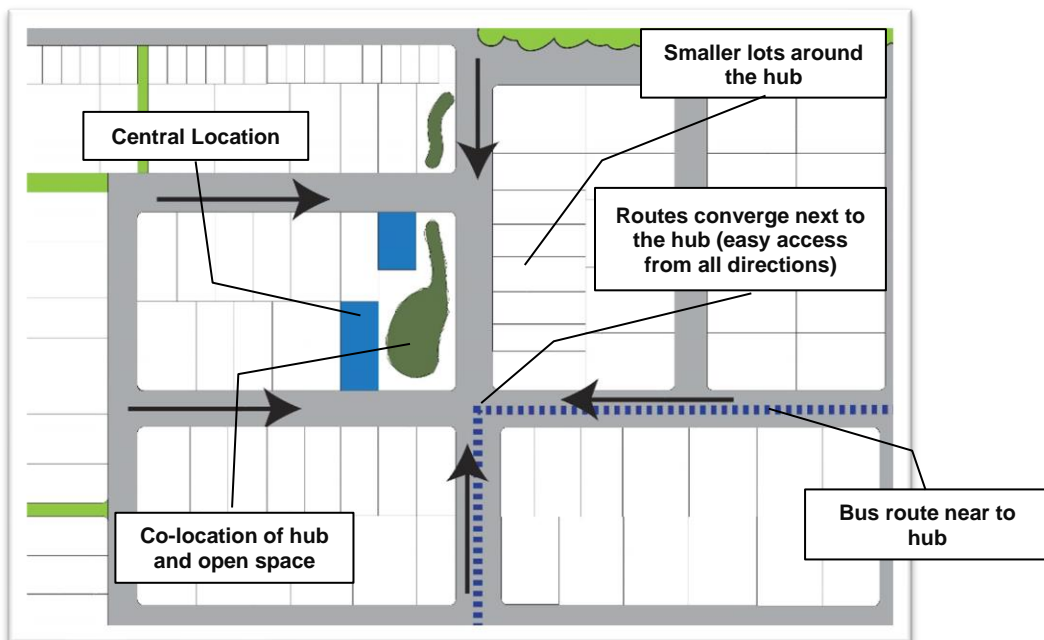 Smaller lots around
the hub
Central Location
Routes converge next to
the hub (easy access
from all directions)
Co-location of hub
and open space
Bus route near to
hub